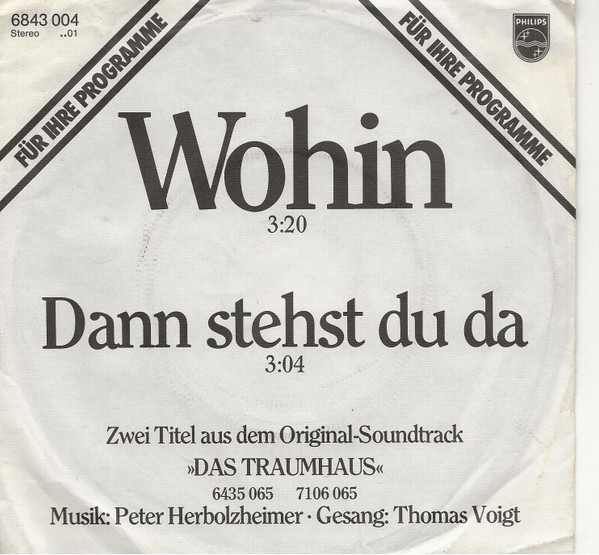 6843 004
Stereo ..01
FÜR IHRE PROGRAMME
FÜR IHRE PROGRAMME
PHILIPS
Wohin
3:20
Dann stehst du da
3:04
Zwei Titel aus dem Original-Soundtrack
»DAS TRAUMHAUS«
6435 065 7106 065
Musik: Peter Herbolzheimer · Gesang: Thomas Voigt